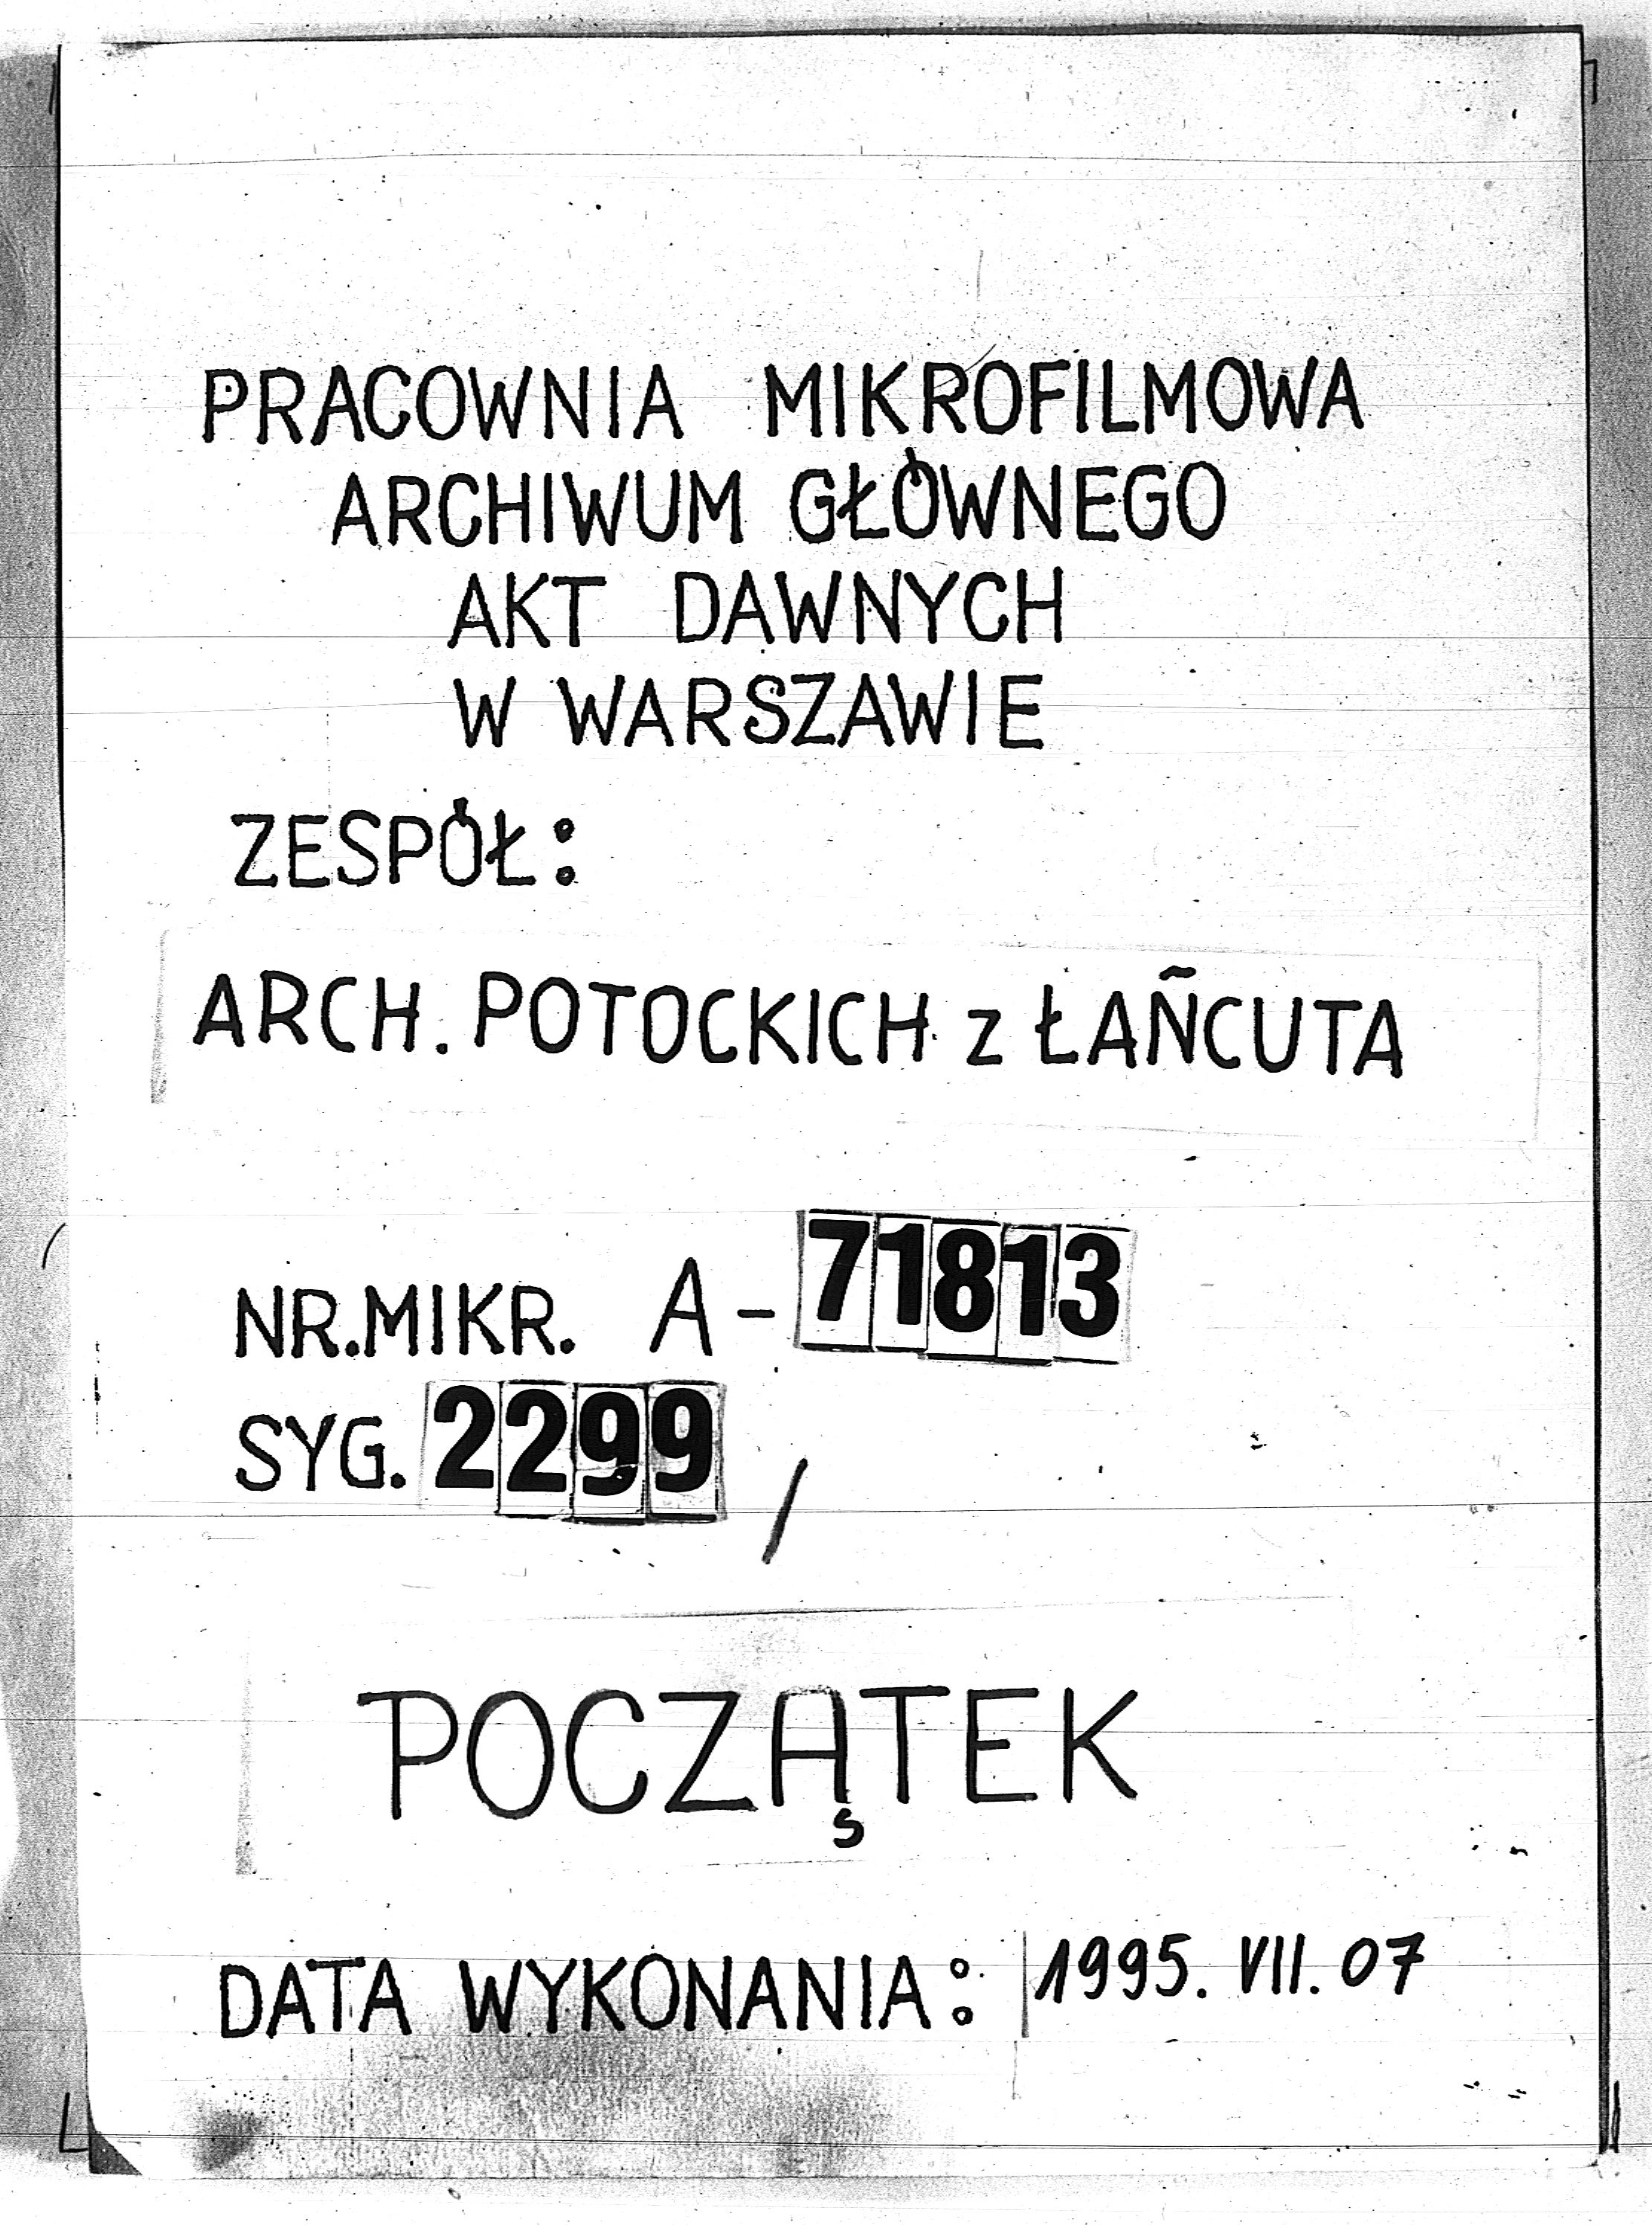 PRACOWNIA MIKROFILMOWA
ARCHIWUM GŁÓWNEGO
AKT DAWNYCH
W WARSZAWIE
ZESPÓŁ:
ARCH. POTOCKICH z ŁAŃCUTA
NR.MIKR. A-71813
SYG. 2299 /
POCZĄTEK
DATA WYKONANIA: 1995. VII. 07